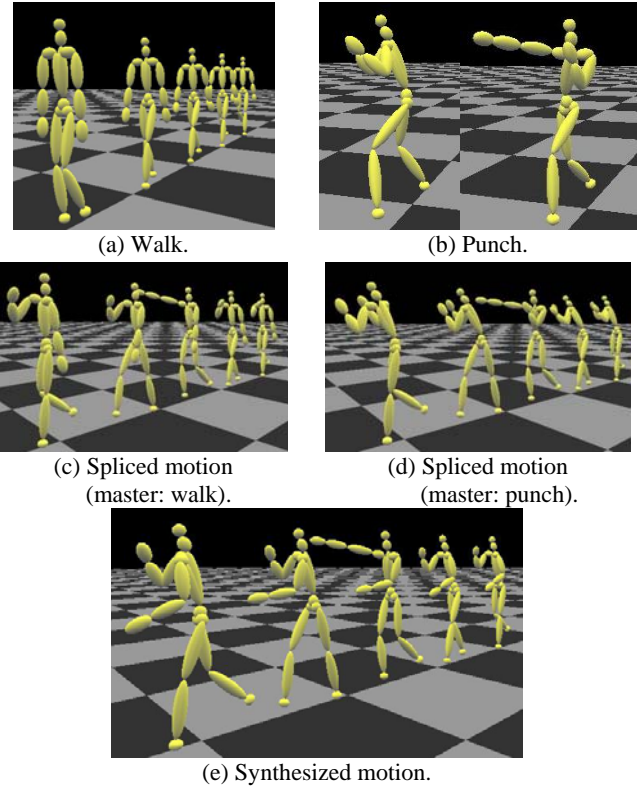 (a) Walk.
(b) Punch.
(c) Spliced motion
(master: walk).
(d) Spliced motion
(master: punch).
(e) Synthesized motion.